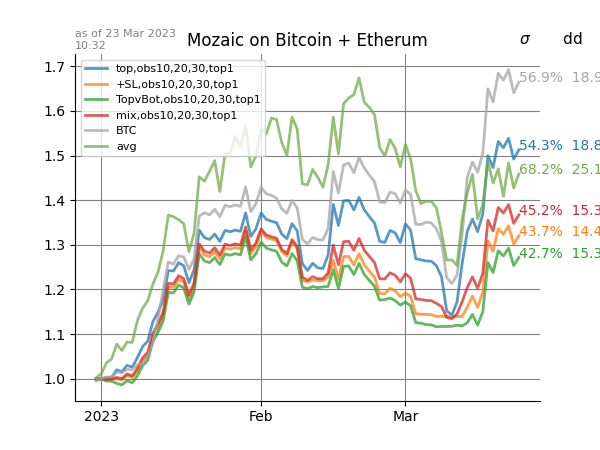 as of 23 Mar 2023
10:32
Mozaic on Bitcoin + Etherum
σ dd
top,obs10,20,30,top1
+SL,obs10,20,30,top1
TopvBot,obs10,20,30,top1
mix,obs10,20,30,top1
BTC
avg
1.7
1.6
1.5
1.4
1.3
1.2
1.1
1.0
56.9% 18.9
54.3% 18.8
68.2% 25.1
45.2% 15.3
43.7% 14.4
42.7% 15.3
2023 Feb Mar